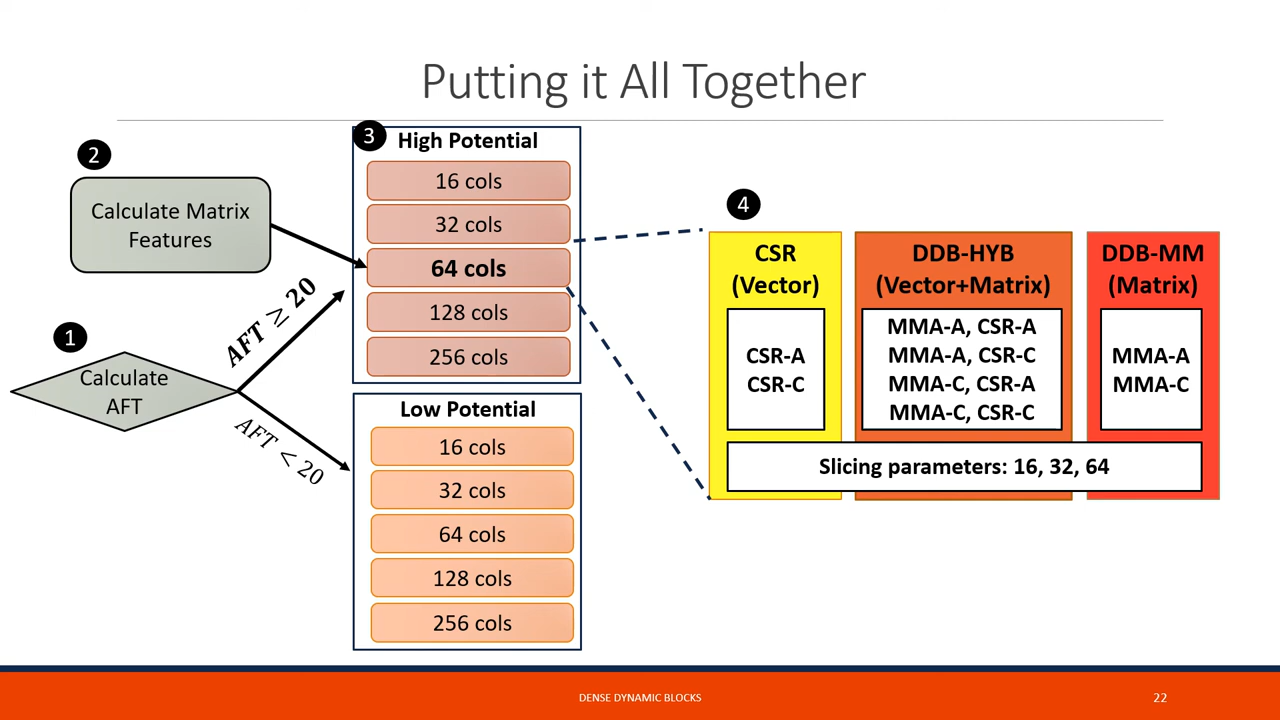 Putting it All Together
2
Calculate Matrix
Features
1
Calculate
AFT
AFT ≥ 20
AFT < 20
3
High Potential
16 cols
32 cols
64 cols
128 cols
256 cols
Low Potential
16 cols
32 cols
64 cols
128 cols
256 cols
4
CSR
(Vector)
CSR-A
CSR-C
DDB-HYB
(Vector+Matrix)
MMA-A, CSR-A
MMA-A, CSR-C
MMA-C, CSR-A
MMA-C, CSR-C
DDB-MM
(Matrix)
MMA-A
MMA-C
Slicing parameters: 16, 32, 64
DENSE DYNAMIC BLOCKS
22